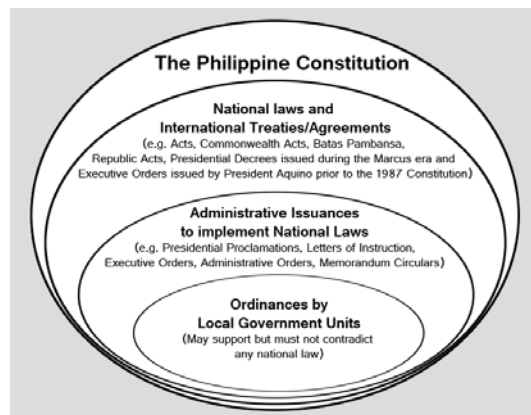 The Philippine Constitution
National laws and
International Treaties/Agreements
(e.g. Acts, Commonwealth Acts, Batas Pambansa,
Republic Acts, Presidential Decrees issued during the Marcus era and
Executive Orders issued by President Aquino prior to the 1987 Constitution)
Administrative Issuances
to implement National Laws
(e.g. Presidential Proclamations, Letters of Instruction,
Executive Orders, Administrative Orders, Memorandum Circulars)
Ordinances by
Local Government Units
(May support but must not contradict
any national law)